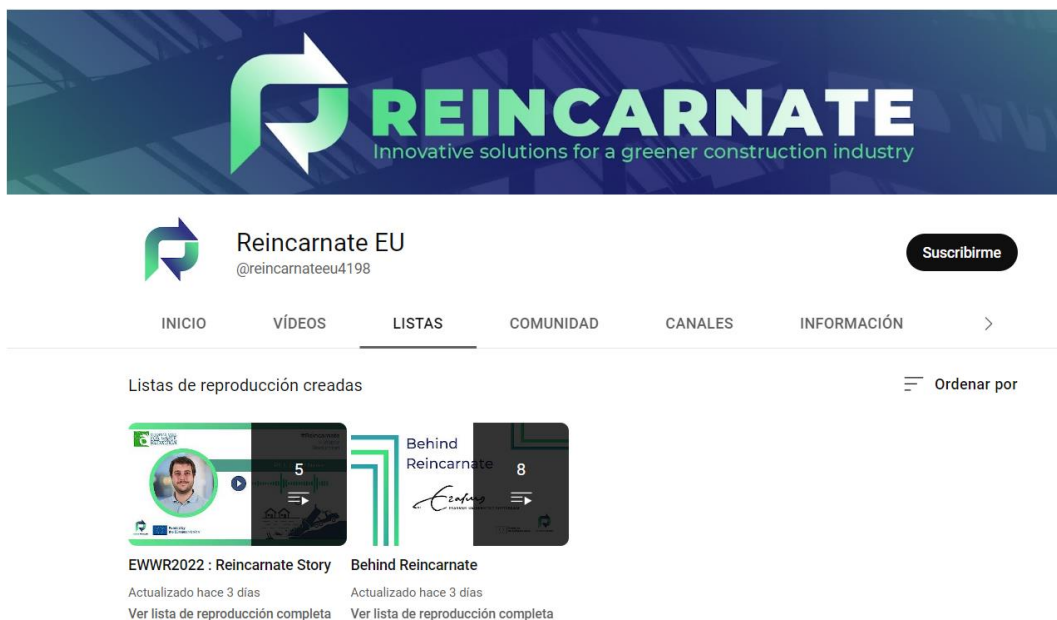 REINCARNATE
Innovative solutions for a greener construction industry
Reincarnate EU
@reincarnateeu4198
Suscribirme
INICIO VÍDEOS LISTAS COMUNIDAD CANALES INFORMACIÓN
Listas de reproducción creadas
Ordenar por
5
Behind
Reincarnate
8
EWWR2022 : Reincarnate Story
Actualizado hace 3 días
Ver lista de reproducción completa
Behind Reincarnate
Actualizado hace 3 días
Ver lista de reproducción completa